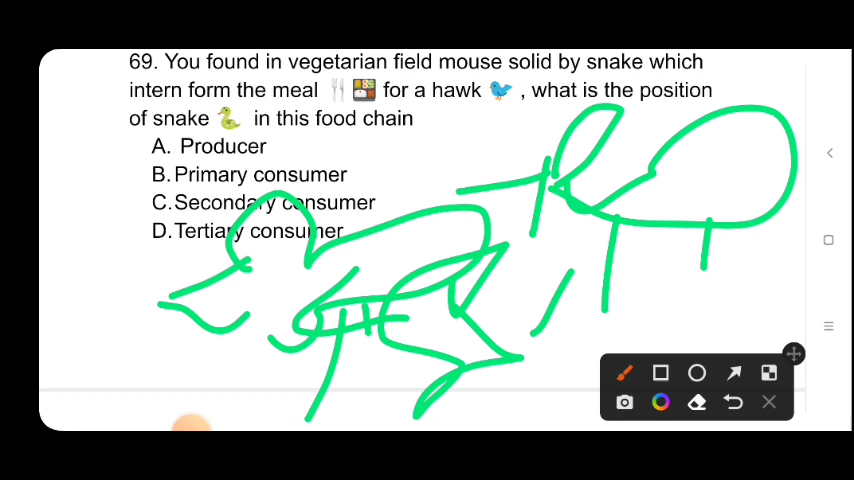 69. You found in vegetarian field mouse solid by snake which
intern form the meal 🍴 🍱 for a hawk 🐦 , what is the position
of snake 🐍 in this food chain
A. Producer
B. Primary consumer
C. Secondary consumer
D. Tertiary consumer